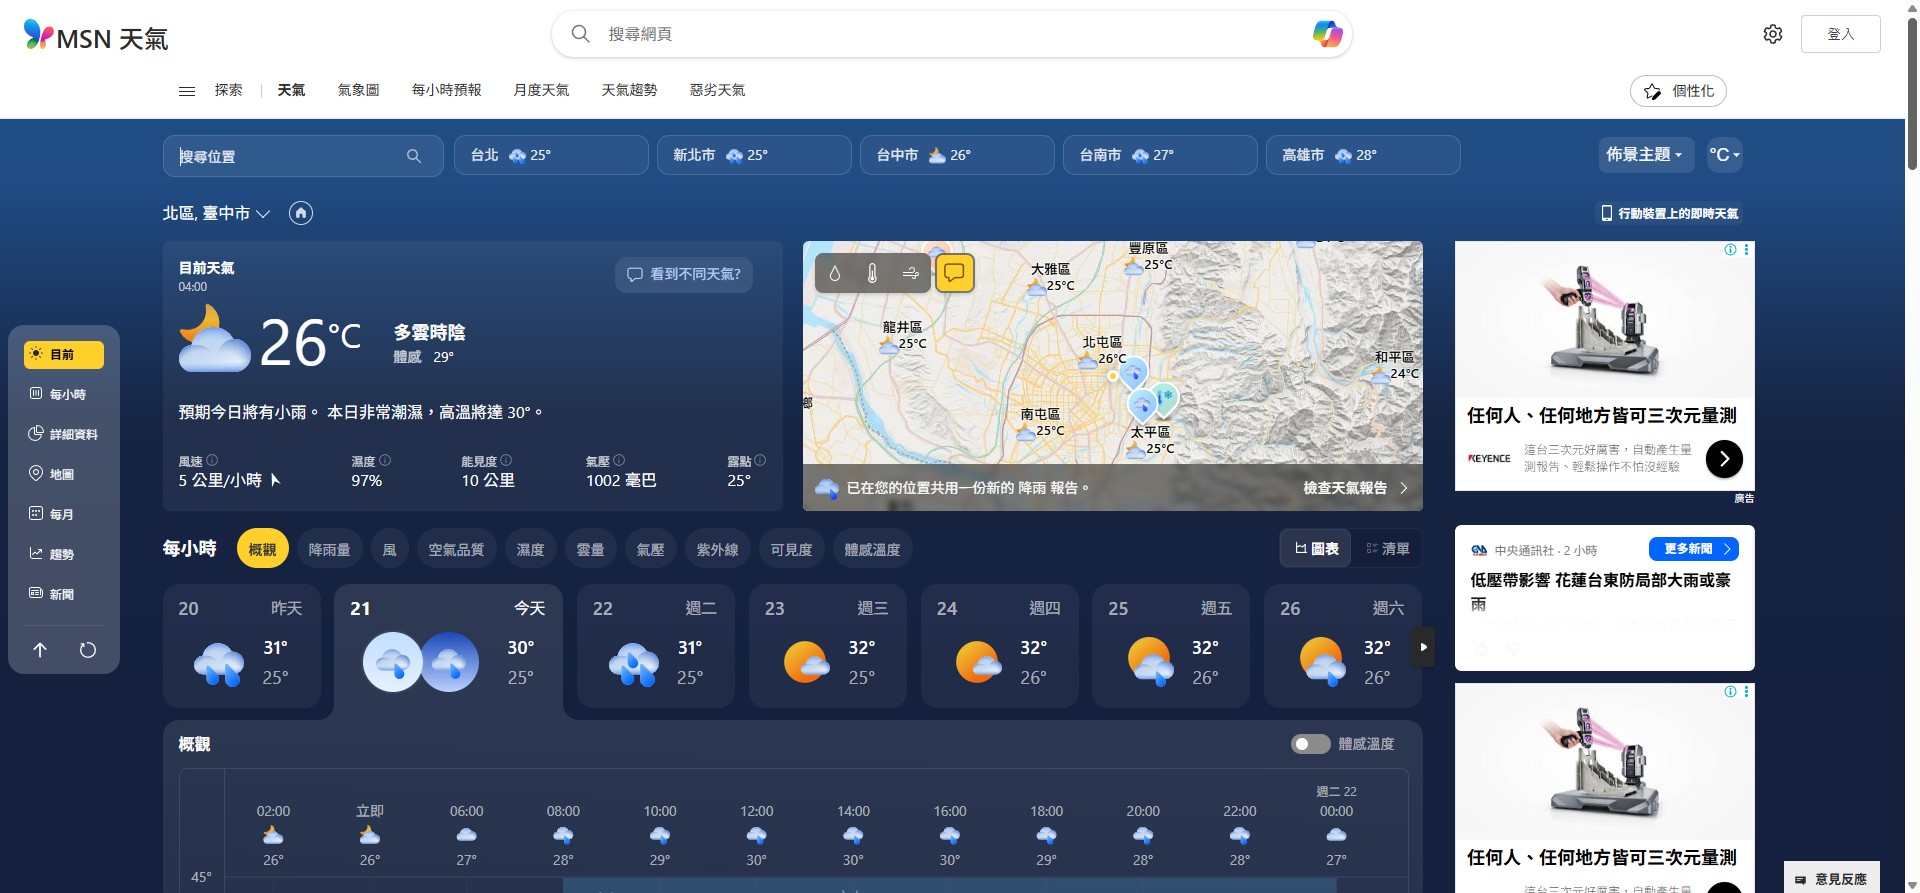 MSN 天氣
搜尋網頁
登入
探索
天氣
氣象圖
每小時預報
月度天氣
天氣趨勢
惡劣天氣
個性化
搜尋位置
台北 25°
新北市 25°
台中市 26°
台南市 27°
高雄市 28°
佈景主題
°C
北區, 臺中市
行動裝置上的即時天氣
目前天氣
04:00
看到不同天氣?
26°C
多雲時陰
體感 29°
預期今日將有小雨。 本日非常潮濕，高溫將達 30°。
風速
5 公里/小時
濕度
97%
能見度
10 公里
氣壓
1002 毫巴
露點
25°
目前
每小時
詳細資料
地圖
每月
趨勢
新聞
豐原區
25°C
大雅區
25°C
龍井區
25°C
北屯區
26°C
和平區
24°C
南屯區
25°C
太平區
25°C
已在您的位置共用一份新的 降雨 報告。
檢查天氣報告
任何人、任何地方皆可三次元量測
KEYENCE
這台三次元好厲害，自動產生量
測報告、輕鬆操作不怕沒經驗
廣告
每小時
概觀
降雨量
風
空氣品質
濕度
雲量
氣壓
紫外線
可見度
體感溫度
圖表
清單
中央通訊社 · 2 小時
更多新聞
低壓帶影響 花蓮台東防局部大雨或豪
雨
20 昨天
31°
25°
21 今天
30°
25°
22 週二
31°
25°
23 週三
32°
25°
24 週四
32°
26°
25 週五
32°
26°
26 週六
32°
26°
概觀
體感溫度
週二 22
02:00 立即 06:00 08:00 10:00 12:00 14:00 16:00 18:00 20:00 22:00 00:00
26° 26° 27° 28° 29° 30° 30° 30° 29° 28° 28° 27°
45°
任何人、任何地方皆可三次元量測
這台三次元好厲害，自動產生量
意見反應